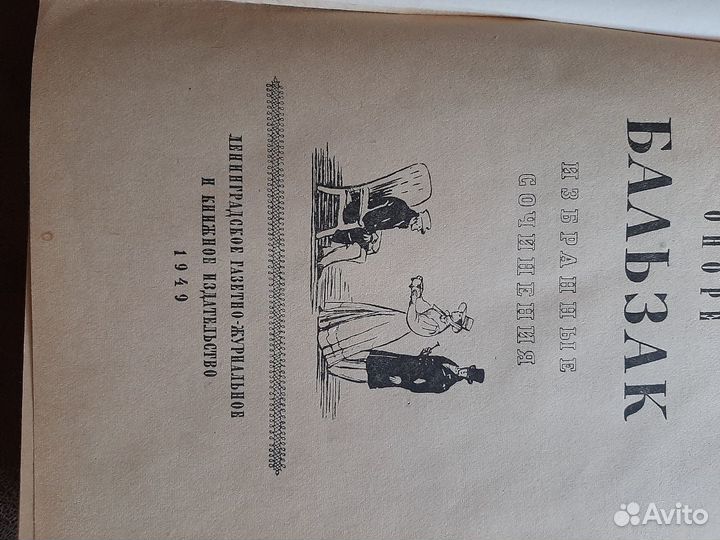 ОНОРЕ
БАЛЬЗАК
ИЗБРАННЫЕ
СОЧИНЕНИЯ
ЛЕНИНГРАДСКОЕ ГАЗЕТНО-ЖУРНАЛЬНОЕ
И КНИЖНОЕ ИЗДАТЕЛЬСТВО
1949
Avito